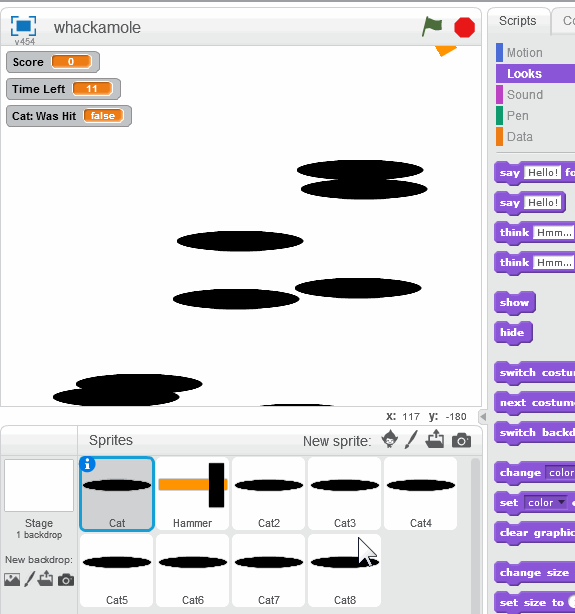 whackamole
v454
Score 0
Time Left 11
Cat: Was Hit false
x: 117 y: -180
Sprites
New sprite:
Stage
1 backdrop
New backdrop:
Cat
Hammer
Cat2
Cat3
Cat4
Cat5
Cat6
Cat7
Cat8
Scripts
Co
Motion
Looks
Sound
Pen
Data
say Hello! fo
say Hello!
think Hmm...
think Hmm...
show
hide
switch costu
next costum
switch backd
change color
set color
clear graphic
change size
set size to